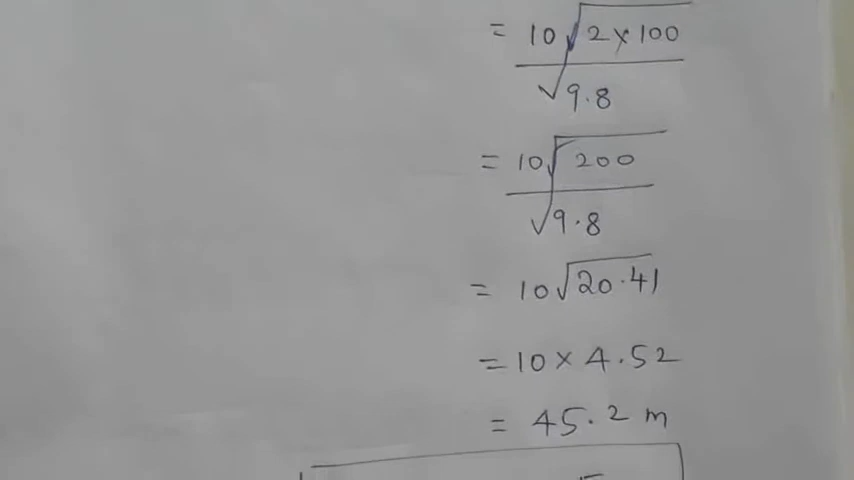 = 10√2×100
√9.8
= 10√200
√9.8
= 10√20.41
= 10 × 4.52
= 45.2 m